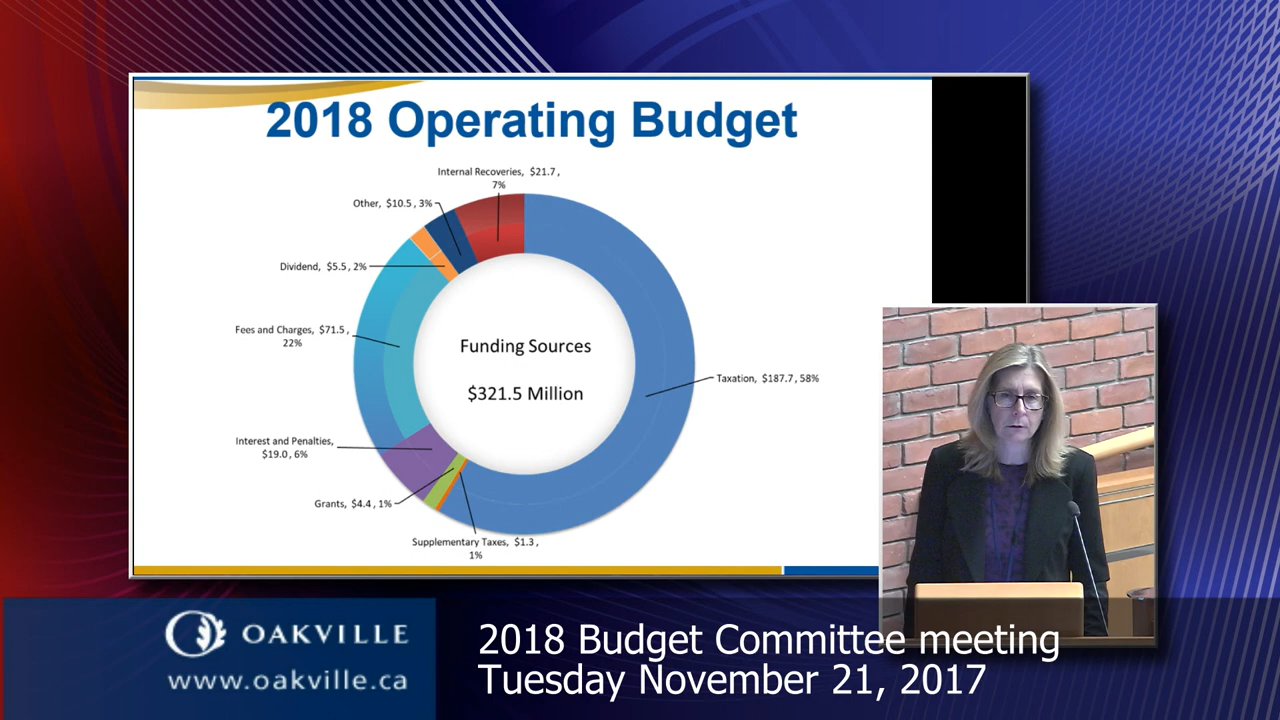 2018 Operating Budget
Internal Recoveries, $21.7,
7%
Other, $10.5, 3%
Dividend, $5.5, 2%
Fees and Charges, $71.5,
22%
Funding Sources
$321.5 Million
Taxation, $187.7, 58%
Interest and Penalties,
$19.0, 6%
Grants, $4.4, 1%
Supplementary Taxes, $1.3,
1%
OAKVILLE
www.oakville.ca
2018 Budget Committee meeting
Tuesday November 21, 2017